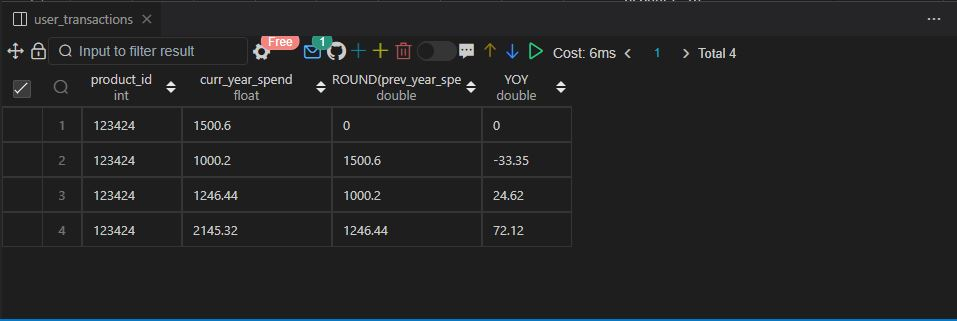 user_transactions
Input to filter result Free 1 Cost: 6ms 1 Total 4
product_id curr_year_spend ROUND(prev_year_spe YOY
int float double double
1 123424 1500.6 0 0
2 123424 1000.2 1500.6 -33.35
3 123424 1246.44 1000.2 24.62
4 123424 2145.32 1246.44 72.12